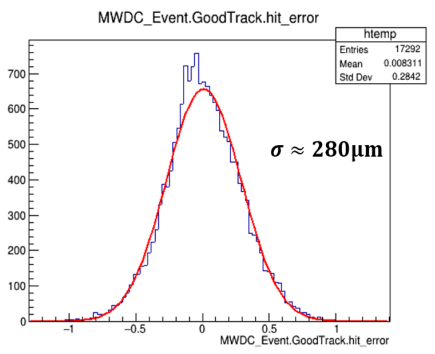 MWDC_Event.GoodTrack.hit_error
htemp
Entries 17292
Mean 0.008311
Std Dev 0.2842
700
600
500
400
300
200
100
0
σ ≈ 280μm
−1 −0.5 0 0.5 1
MWDC_Event.GoodTrack.hit_error